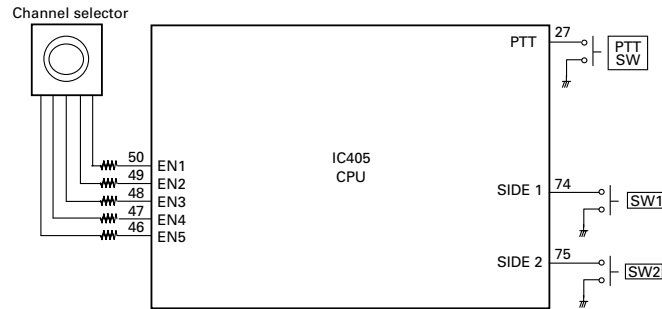 Channel selector
27
PTT
PTT
SW
50
EN1
49
EN2
48
EN3
47
EN4
46
EN5
IC405
CPU
SIDE 1
74
SW1
SIDE 2
75
SW2